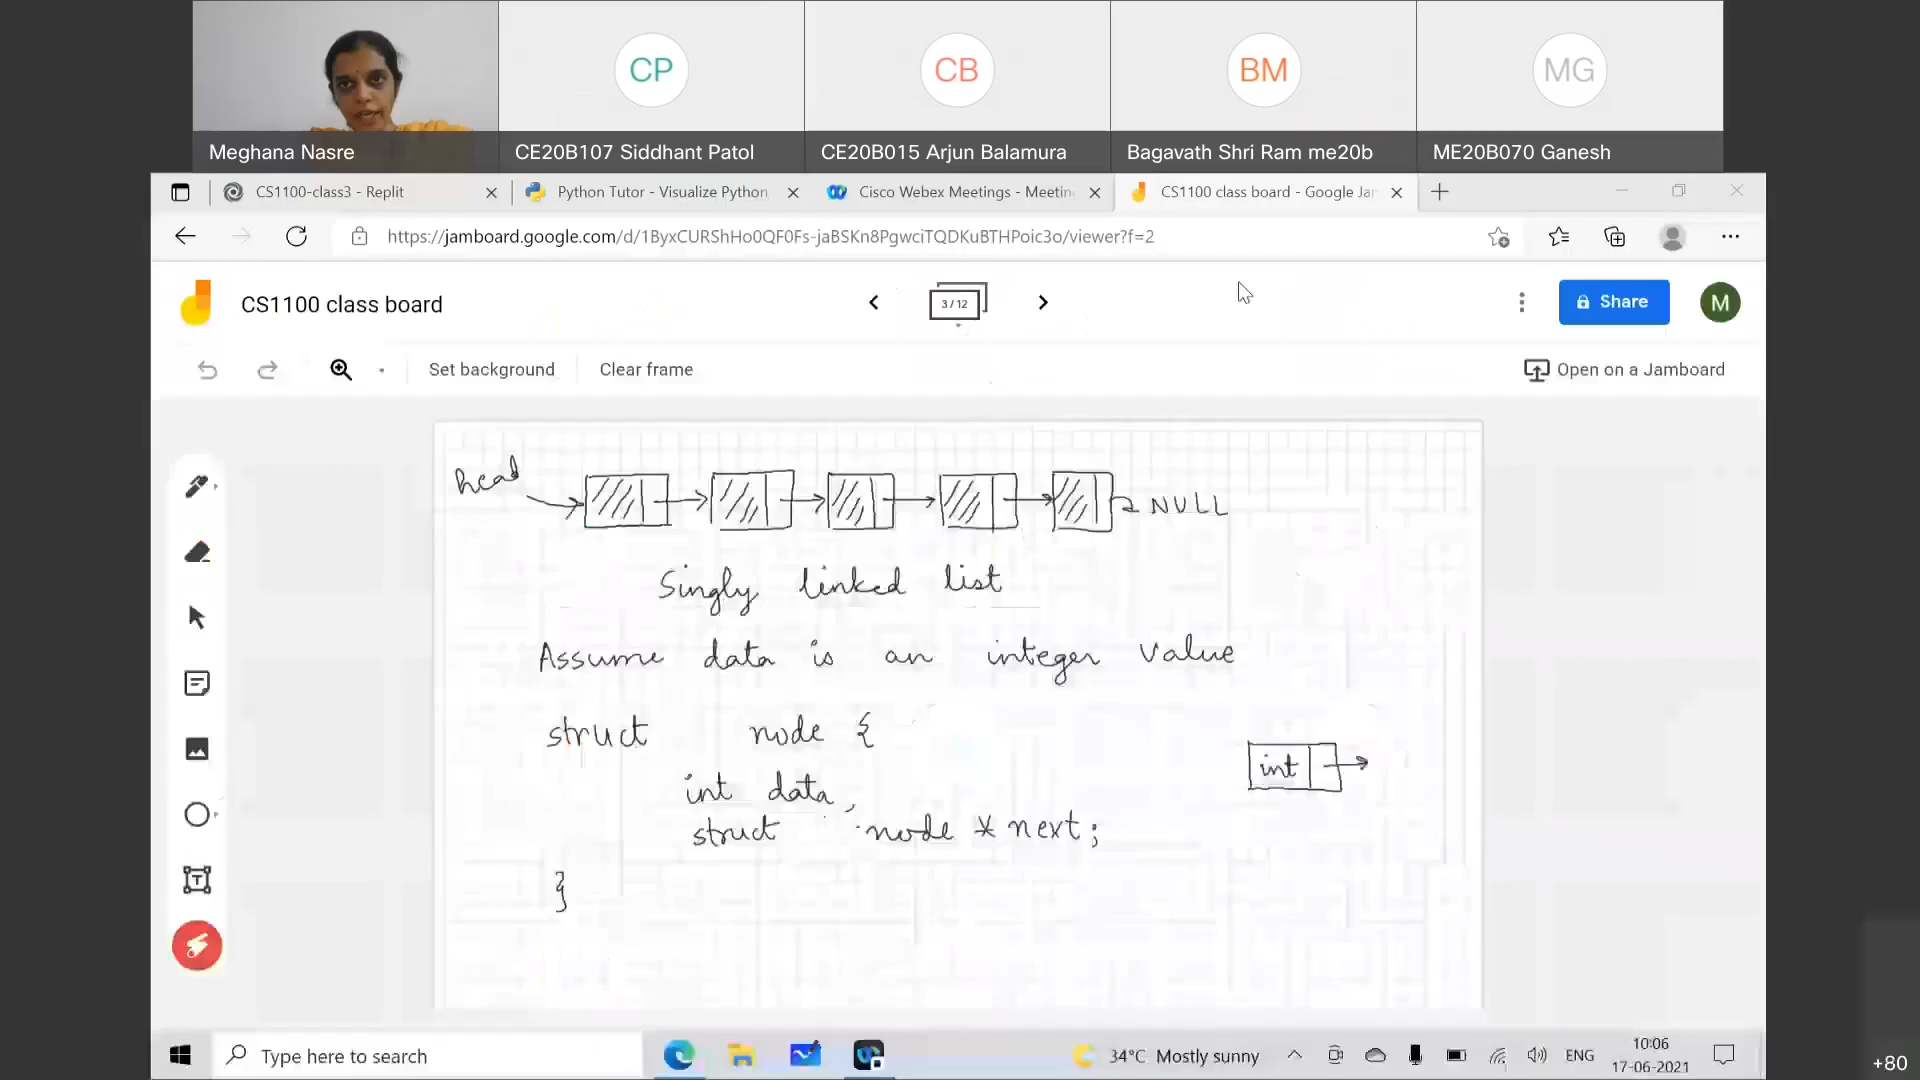 CP
CB
BM
MG
Meghana Nasre
CE20B107 Siddhant Patol
CE20B015 Arjun Balamura
Bagavath Shri Ram me20b
ME20B070 Ganesh
CS1100-class3 - Replit
Python Tutor - Visualize Python
Cisco Webex Meetings - Meetin
CS1100 class board - Google Jar
https://jamboard.google.com/d/1ByxCURShHo0QF0Fs-jaBSKn8PgwciTQDKuBTHPoic3o/viewer?f=2
CS1100 class board
3 / 12
Share
M
Set background
Clear frame
Open on a Jamboard
head
NULL
Singly linked list
Assume data is an integer value
struct node {
int data,
struct node * next;
}
int
Type here to search
34°C Mostly sunny
ENG
10:06
17-06-2021
+80